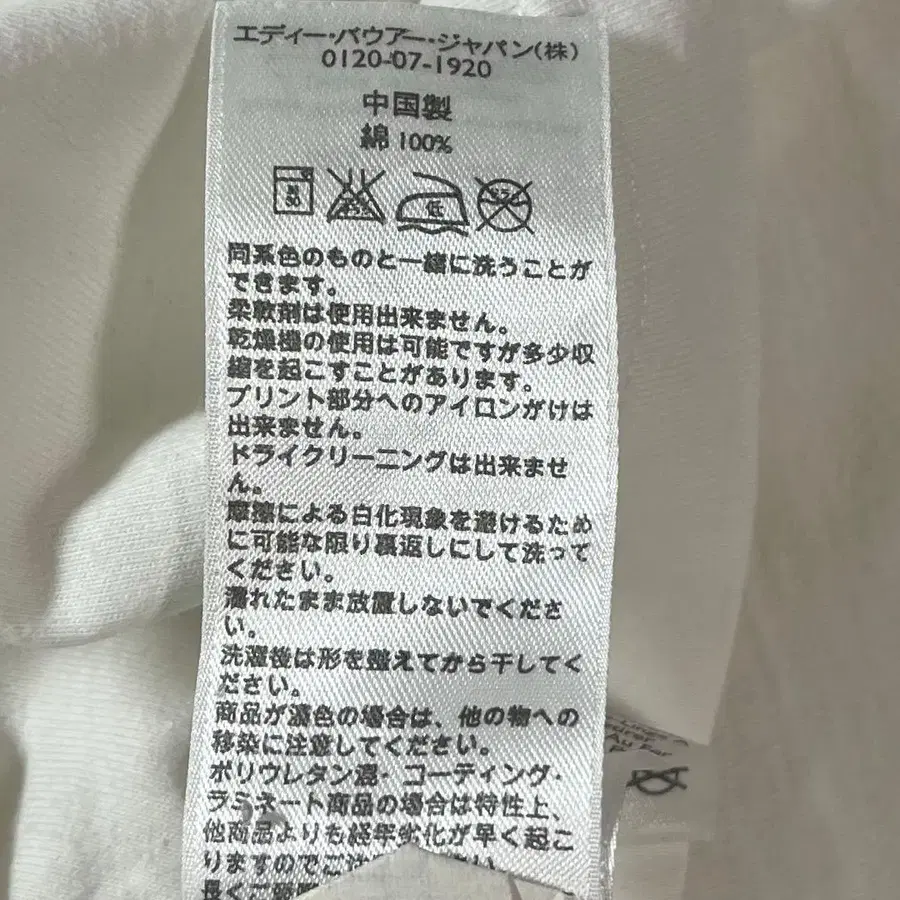 エディー・バウアー・ジャパン(株)
0120-07-1920
中国製
綿 100%
低
同系色のものと一緒に洗うことが
できます。
柔軟剤は使用出来ません。
乾燥機の使用は可能ですが多少収
縮を起こすことがあります。
プリント部分へのアイロンがけは
出来ません。
ドライクリーニングは出来ませ
ん。
摩擦による白化現象を避けるため
に可能な限り裏返しにして洗って
ください。
濡れたまま放置しないでくださ
い。
洗濯後は形を整えてから干してく
ださい。
商品が濃色の場合は、他の物への
移染に注意してください。
ポリウレタン混・コーティング・
ラミネート商品の場合は特性上、
他商品よりも経年劣化が早く起こ
りますのでご注
長くご
Au Far